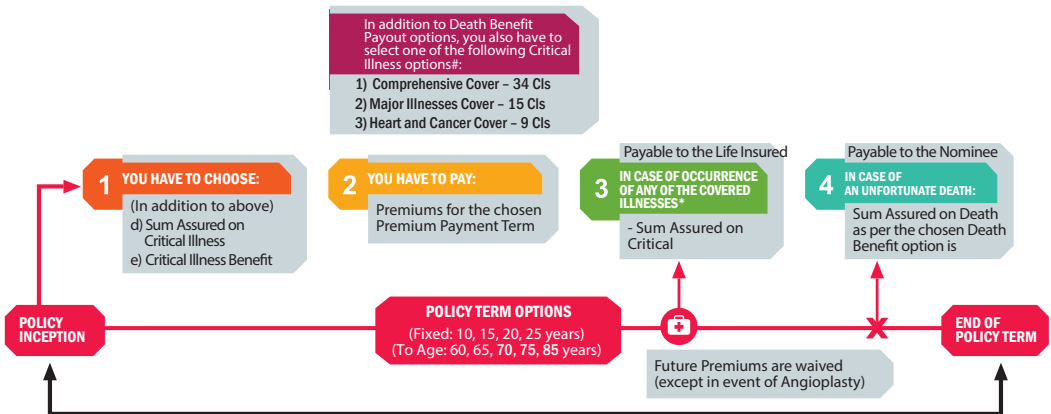 In addition to Death Benefit
Payout options, you also have to
select one of the following Critical
Illness options#:
1) Comprehensive Cover – 34 CIs
2) Major Illnesses Cover – 15 CIs
3) Heart and Cancer Cover – 9 CIs
1
YOU HAVE TO CHOOSE:
(In addition to above)
d) Sum Assured on
Critical Illness
e) Critical Illness Benefit
2
YOU HAVE TO PAY:
Premiums for the chosen
Premium Payment Term
Payable to the Life Insured
3
IN CASE OF OCCURRENCE
OF ANY OF THE COVERED
ILLNESSES*
- Sum Assured on
Critical
Payable to the Nominee
4
IN CASE OF
AN UNFORTUNATE DEATH:
Sum Assured on Death
as per the chosen Death
Benefit option is
POLICY
INCEPTION
POLICY TERM OPTIONS
(Fixed: 10, 15, 20, 25 years)
(To Age: 60, 65, 70, 75, 85 years)
END OF
POLICY TERM
Future Premiums are waived
(except in event of Angioplasty)